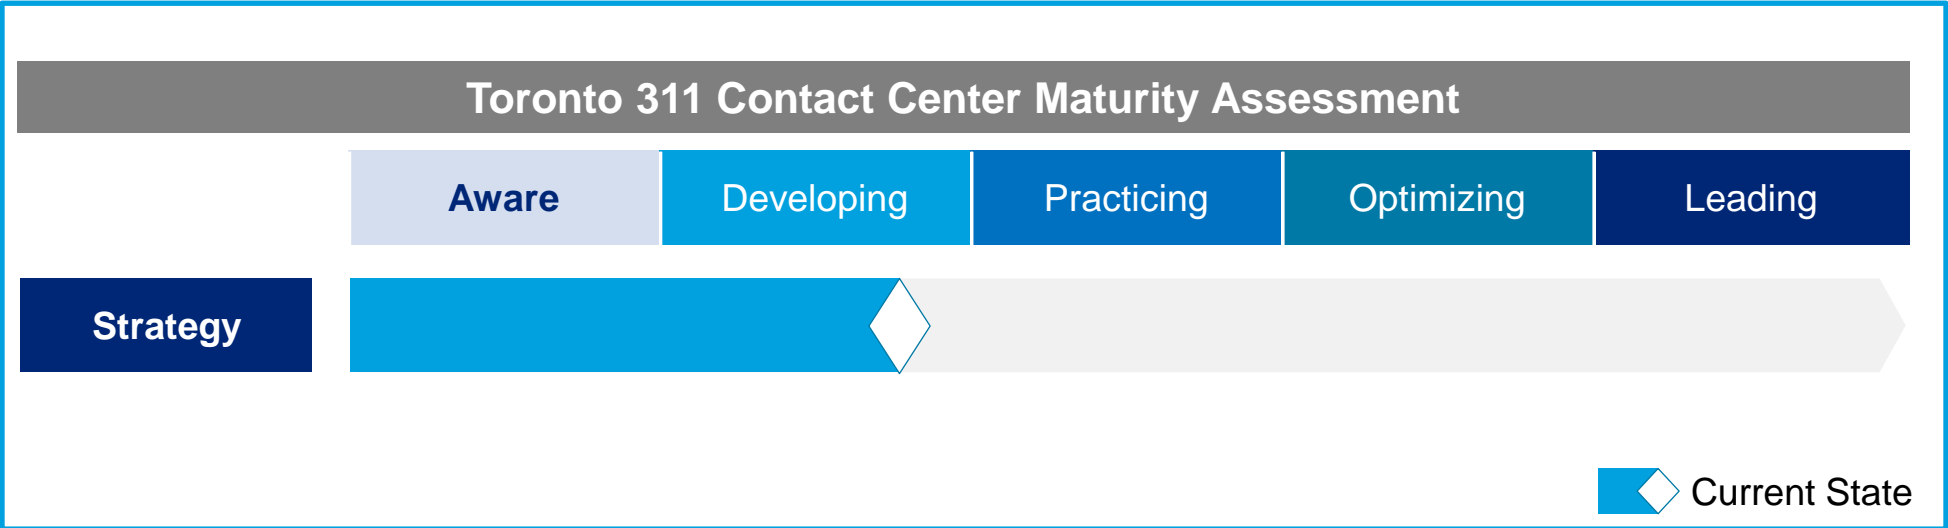 Toronto 311 Contact Center Maturity Assessment
Aware Developing Practicing Optimizing Leading
Strategy
Current State